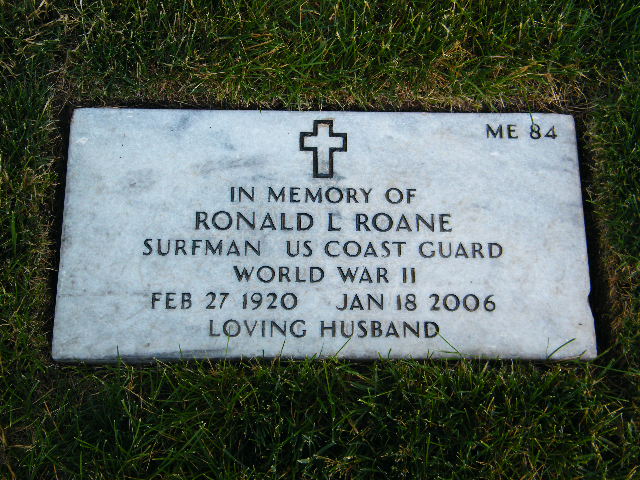 ME 84
IN MEMORY OF
RONALD L ROANE
SURFMAN US COAST GUARD
WORLD WAR II
FEB 27 1920 JAN 18 2006
LOVING HUSBAND